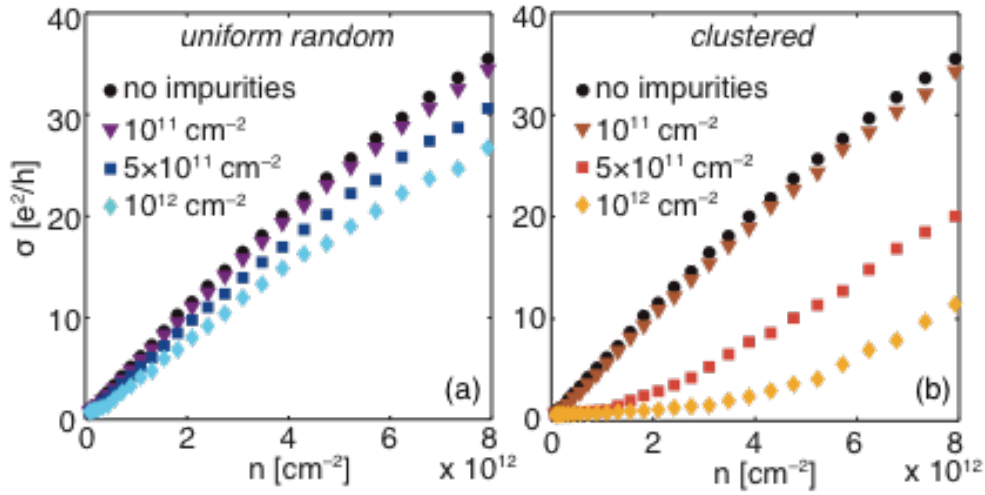 uniform random
no impurities
10¹¹ cm⁻²
5×10¹¹ cm⁻²
10¹² cm⁻²
(a)
σ [e²/h]
40
30
20
10
0
0 2 4 6 8
n [cm⁻²]
x 10¹²
clustered
no impurities
10¹¹ cm⁻²
5×10¹¹ cm⁻²
10¹² cm⁻²
(b)
40
30
20
10
0
0 2 4 6 8
n [cm⁻²]
x 10¹²